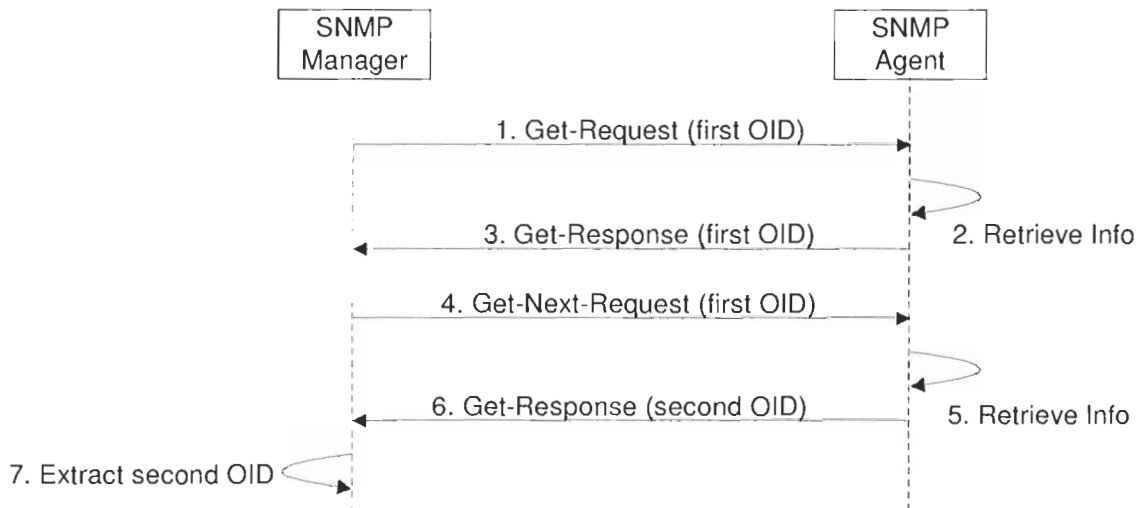 SNMP
Manager
SNMP
Agent
1. Get-Request (first OID)
2. Retrieve Info
3. Get-Response (first OID)
4. Get-Next-Request (first OID)
5. Retrieve Info
6. Get-Response (second OID)
7. Extract second OID